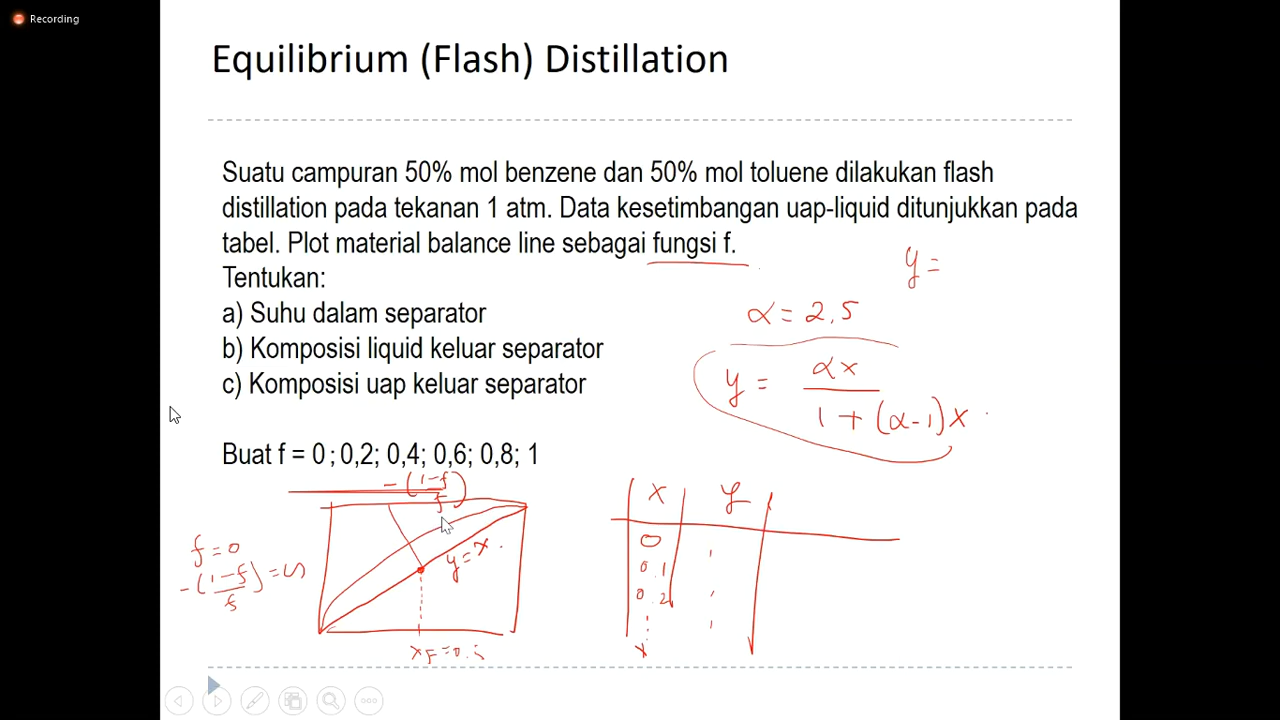 Recording
Equilibrium (Flash) Distillation
Suatu campuran 50% mol benzene dan 50% mol toluene dilakukan flash
distillation pada tekanan 1 atm. Data kesetimbangan uap-liquid ditunjukkan pada
tabel. Plot material balance line sebagai fungsi f.
Tentukan:
a) Suhu dalam separator
b) Komposisi liquid keluar separator
c) Komposisi uap keluar separator
Buat f = 0 ; 0,2; 0,4; 0,6; 0,8; 1
y =
α = 2,5
y = αx / 1 + (α-1)x
-(1-f / f)
f = 0
-(1-f / f) =
y = x
x F = 0.5
x y
0
0.1
0.2